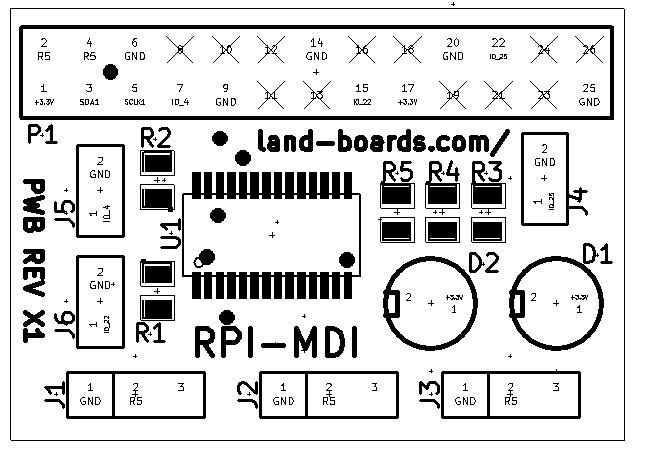 2 4 6 8 10 12 14 16 18 20 22 24 26
R5 R5 GND GND GND IO_25
1 3 5 7 9 11 13 15 17 19 21 23 25
+3.3V SDA1 SCLK1 IO_4 GND IO_22 +3.3V GND
P1
R2
land-boards.com/
2
GND
1
IO_4
J5
R5 R4 R3
2
GND
1
IO_25
J4
PWB REV X1
U1
2
GND
1
IO_22
J6
R1
RPI-MDI
D2
2
+3.3V
1
D1
2
+3.3V
1
J1
1 2 3
GND R5
J2
1 2 3
GND R5
J3
1 2 3
GND R5